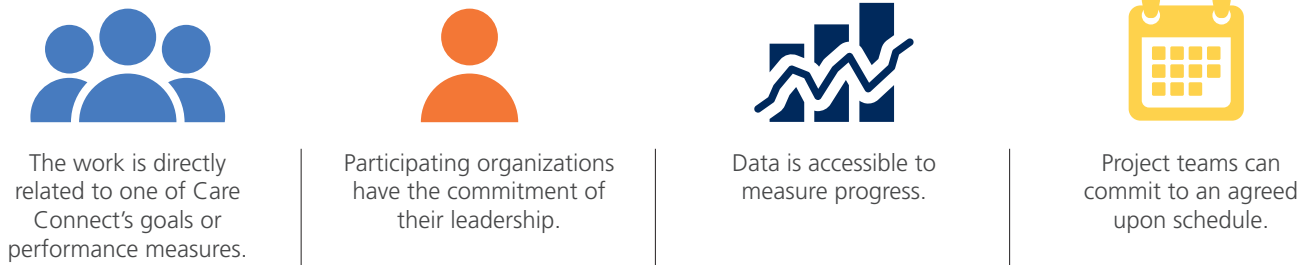 The work is directly
related to one of Care
Connect’s goals or
performance measures.
Participating organizations
have the commitment of
their leadership.
Data is accessible to
measure progress.
Project teams can
commit to an agreed
upon schedule.